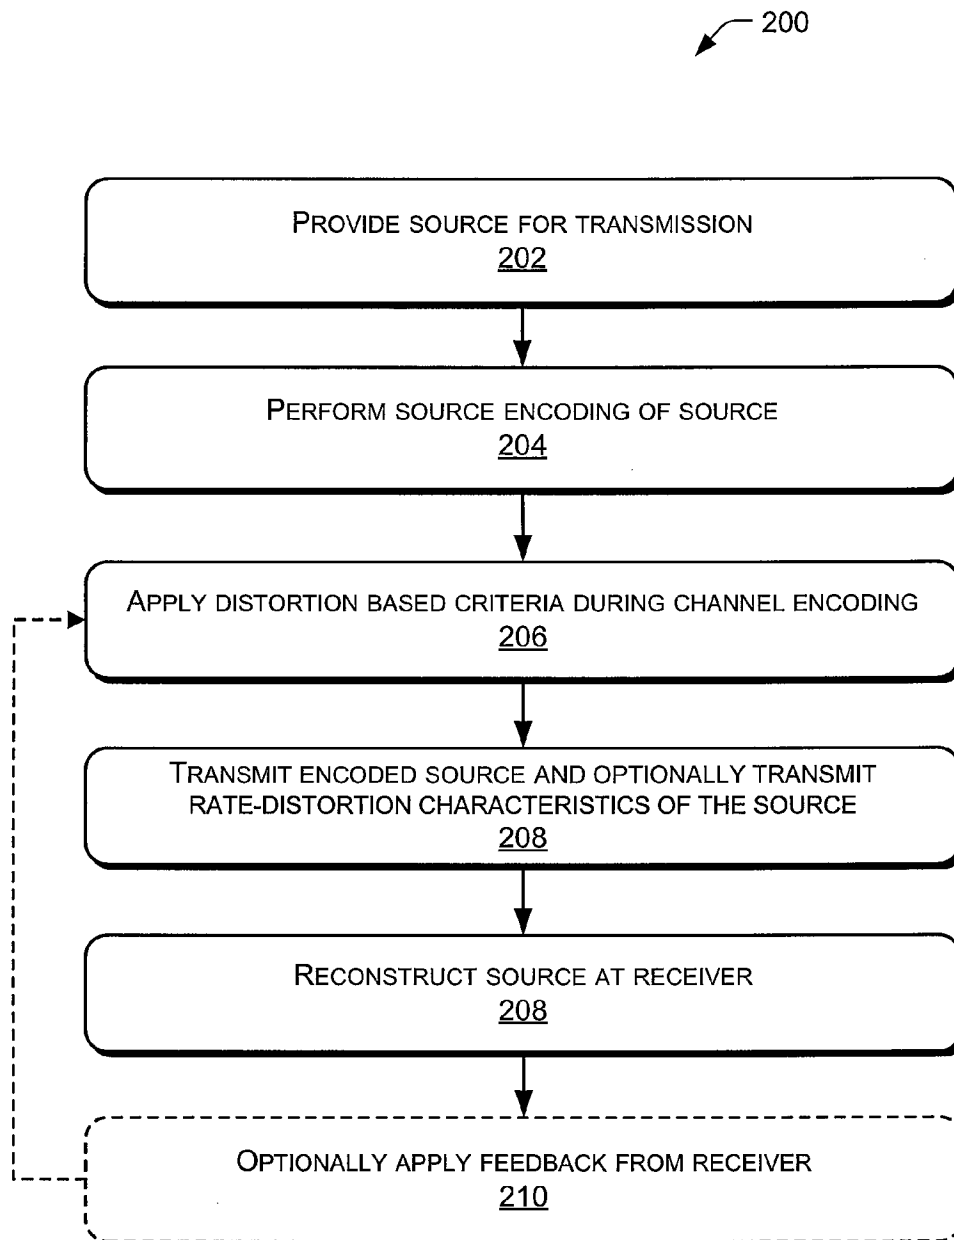 200
PROVIDE SOURCE FOR TRANSMISSION
202
PERFORM SOURCE ENCODING OF SOURCE
204
APPLY DISTORTION BASED CRITERIA DURING CHANNEL ENCODING
206
TRANSMIT ENCODED SOURCE AND OPTIONALLY TRANSMIT
RATE-DISTORTION CHARACTERISTICS OF THE SOURCE
208
RECONSTRUCT SOURCE AT RECEIVER
208
OPTIONALLY APPLY FEEDBACK FROM RECEIVER
210